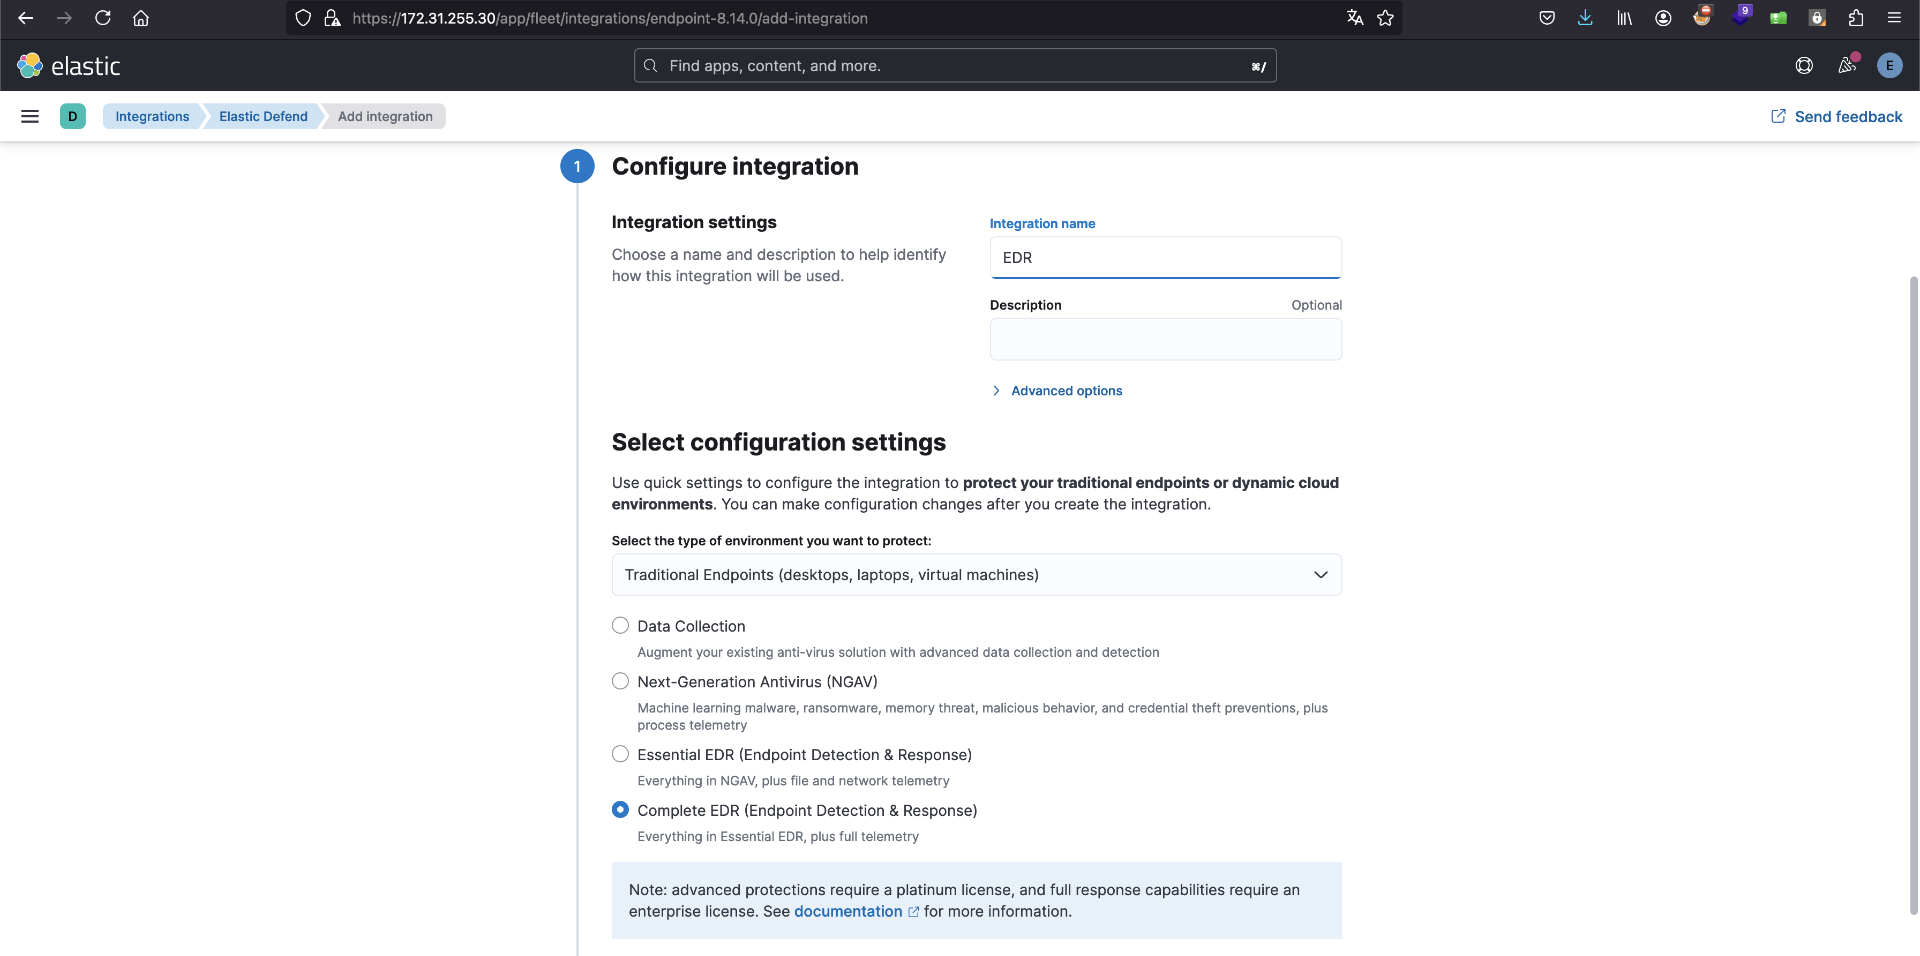 https://172.31.255.30/app/fleet/integrations/endpoint-8.14.0/add-integration
9
elastic
Find apps, content, and more.
⌘/
E
D
Integrations
Elastic Defend
Add integration
Send feedback
1
Configure integration
Integration settings
Choose a name and description to help identify
how this integration will be used.
Integration name
EDR
Description
Optional
Advanced options
Select configuration settings
Use quick settings to configure the integration to protect your traditional endpoints or dynamic cloud
environments. You can make configuration changes after you create the integration.
Select the type of environment you want to protect:
Traditional Endpoints (desktops, laptops, virtual machines)
Data Collection
Augment your existing anti-virus solution with advanced data collection and detection
Next-Generation Antivirus (NGAV)
Machine learning malware, ransomware, memory threat, malicious behavior, and credential theft preventions, plus
process telemetry
Essential EDR (Endpoint Detection & Response)
Everything in NGAV, plus file and network telemetry
Complete EDR (Endpoint Detection & Response)
Everything in Essential EDR, plus full telemetry
Note: advanced protections require a platinum license, and full response capabilities require an
enterprise license. See documentation for more information.